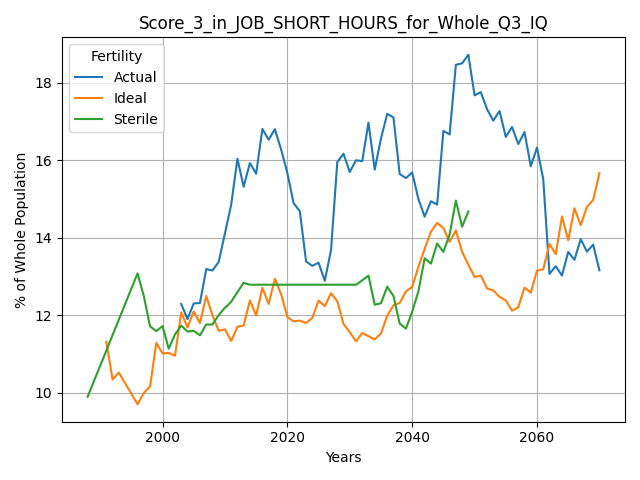 Score_3_in_JOB_SHORT_HOURS_for_Whole_Q3_IQ
Fertility
Actual
Ideal
Sterile
% of Whole Population
18
16
14
12
10
2000
2020
2040
2060
Years